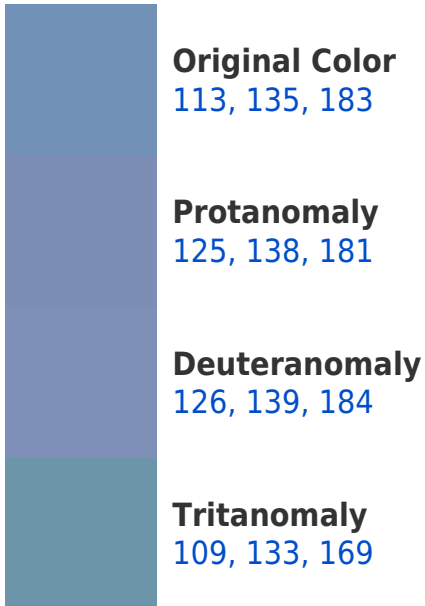 Original Color
113, 135, 183
Protanomaly
125, 138, 181
Deuteranomaly
126, 139, 184
Tritanomaly
109, 133, 169